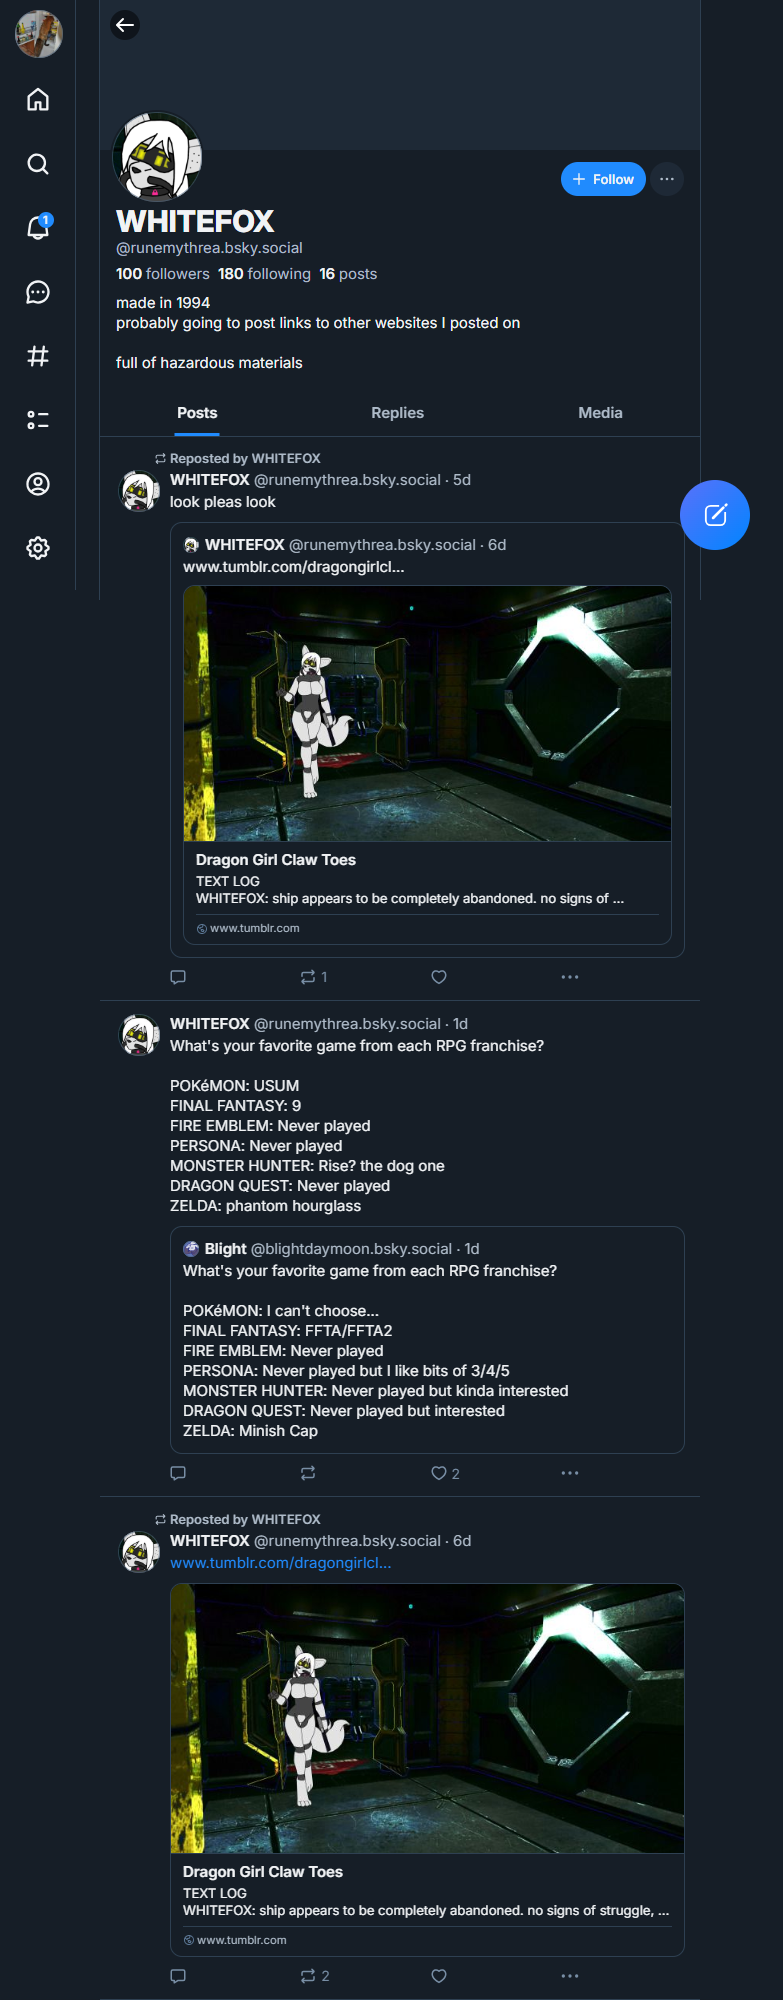 1
Follow
WHITEFOX
@runemythrea.bsky.social
100 followers 180 following 16 posts
made in 1994
probably going to post links to other websites I posted on
full of hazardous materials
Posts Replies Media
Reposted by WHITEFOX
WHITEFOX @runemythrea.bsky.social · 5d
look pleas look
WHITEFOX @runemythrea.bsky.social · 6d
www.tumblr.com/dragongirlcl...
Dragon Girl Claw Toes
TEXT LOG
WHITEFOX: ship appears to be completely abandoned. no signs of ...
www.tumblr.com
1
WHITEFOX @runemythrea.bsky.social · 1d
What's your favorite game from each RPG franchise?
POKéMON: USUM
FINAL FANTASY: 9
FIRE EMBLEM: Never played
PERSONA: Never played
MONSTER HUNTER: Rise? the dog one
DRAGON QUEST: Never played
ZELDA: phantom hourglass
Blight @blightdaymoon.bsky.social · 1d
What's your favorite game from each RPG franchise?
POKéMON: I can't choose...
FINAL FANTASY: FFTA/FFTA2
FIRE EMBLEM: Never played
PERSONA: Never played but I like bits of 3/4/5
MONSTER HUNTER: Never played but kinda interested
DRAGON QUEST: Never played but interested
ZELDA: Minish Cap
2
Reposted by WHITEFOX
WHITEFOX @runemythrea.bsky.social · 6d
www.tumblr.com/dragongirlcl...
Dragon Girl Claw Toes
TEXT LOG
WHITEFOX: ship appears to be completely abandoned. no signs of struggle, ...
www.tumblr.com
2